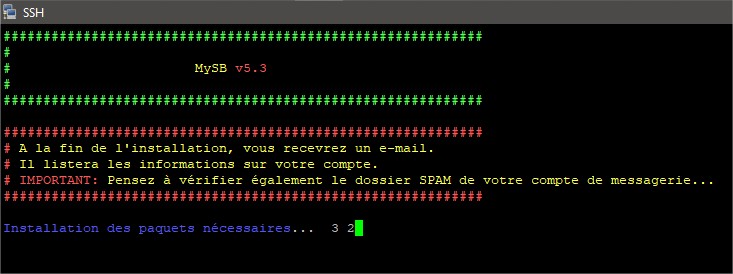 SSH
############################################################
#
# MySB v5.3
#
############################################################
############################################################
# A la fin de l'installation, vous recevrez un e-mail.
# Il listera les informations sur votre compte.
# IMPORTANT: Pensez à vérifier également le dossier SPAM de votre compte de messagerie...
############################################################
Installation des paquets nécessaires... 3 2